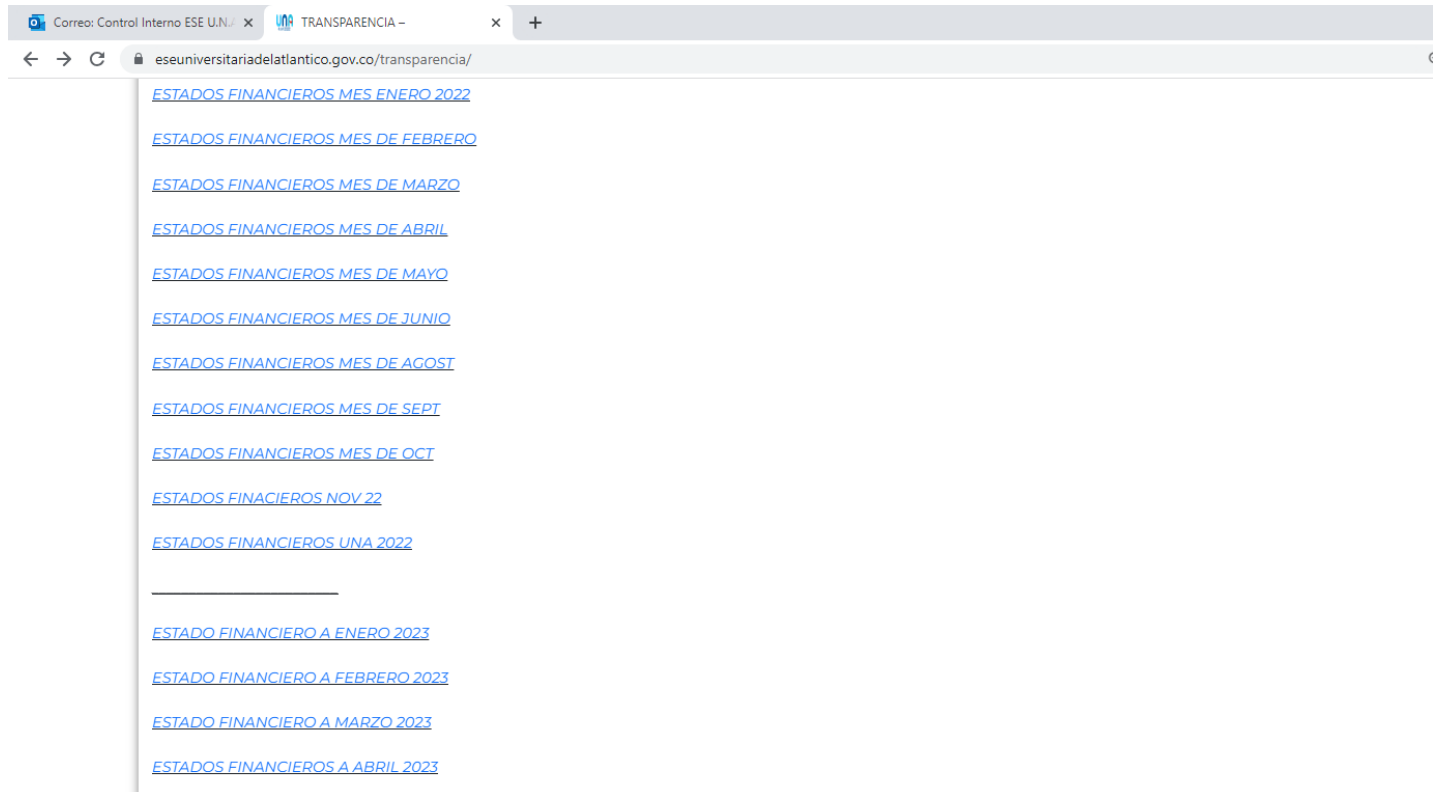 Correo: Control Interno ESE U.N.A
TRANSPARENCIA –
eseuniversitariadelatlantico.gov.co/transparencia/
ESTADOS FINANCIEROS MES ENERO 2022
ESTADOS FINANCIEROS MES DE FEBRERO
ESTADOS FINANCIEROS MES DE MARZO
ESTADOS FINANCIEROS MES DE ABRIL
ESTADOS FINANCIEROS MES DE MAYO
ESTADOS FINANCIEROS MES DE JUNIO
ESTADOS FINANCIEROS MES DE AGOST
ESTADOS FINANCIEROS MES DE SEPT
ESTADOS FINANCIEROS MES DE OCT
ESTADOS FINACIEROS NOV 22
ESTADOS FINANCIEROS UNA 2022
ESTADO FINANCIERO A ENERO 2023
ESTADO FINANCIERO A FEBRERO 2023
ESTADO FINANCIERO A MARZO 2023
ESTADOS FINANCIEROS A ABRIL 2023